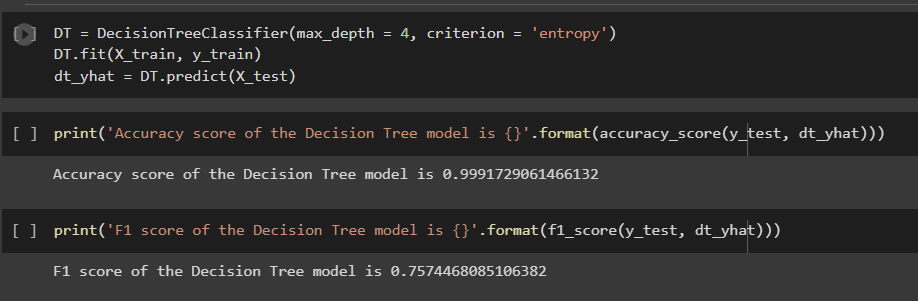 [ ] DT = DecisionTreeClassifier(max_depth = 4, criterion = 'entropy')
DT.fit(X_train, y_train)
dt_yhat = DT.predict(X_test)
[ ] print('Accuracy score of the Decision Tree model is {}'.format(accuracy_score(y_test, dt_yhat)))
Accuracy score of the Decision Tree model is 0.9991729061466132
[ ] print('F1 score of the Decision Tree model is {}'.format(f1_score(y_test, dt_yhat)))
F1 score of the Decision Tree model is 0.7574468085106382